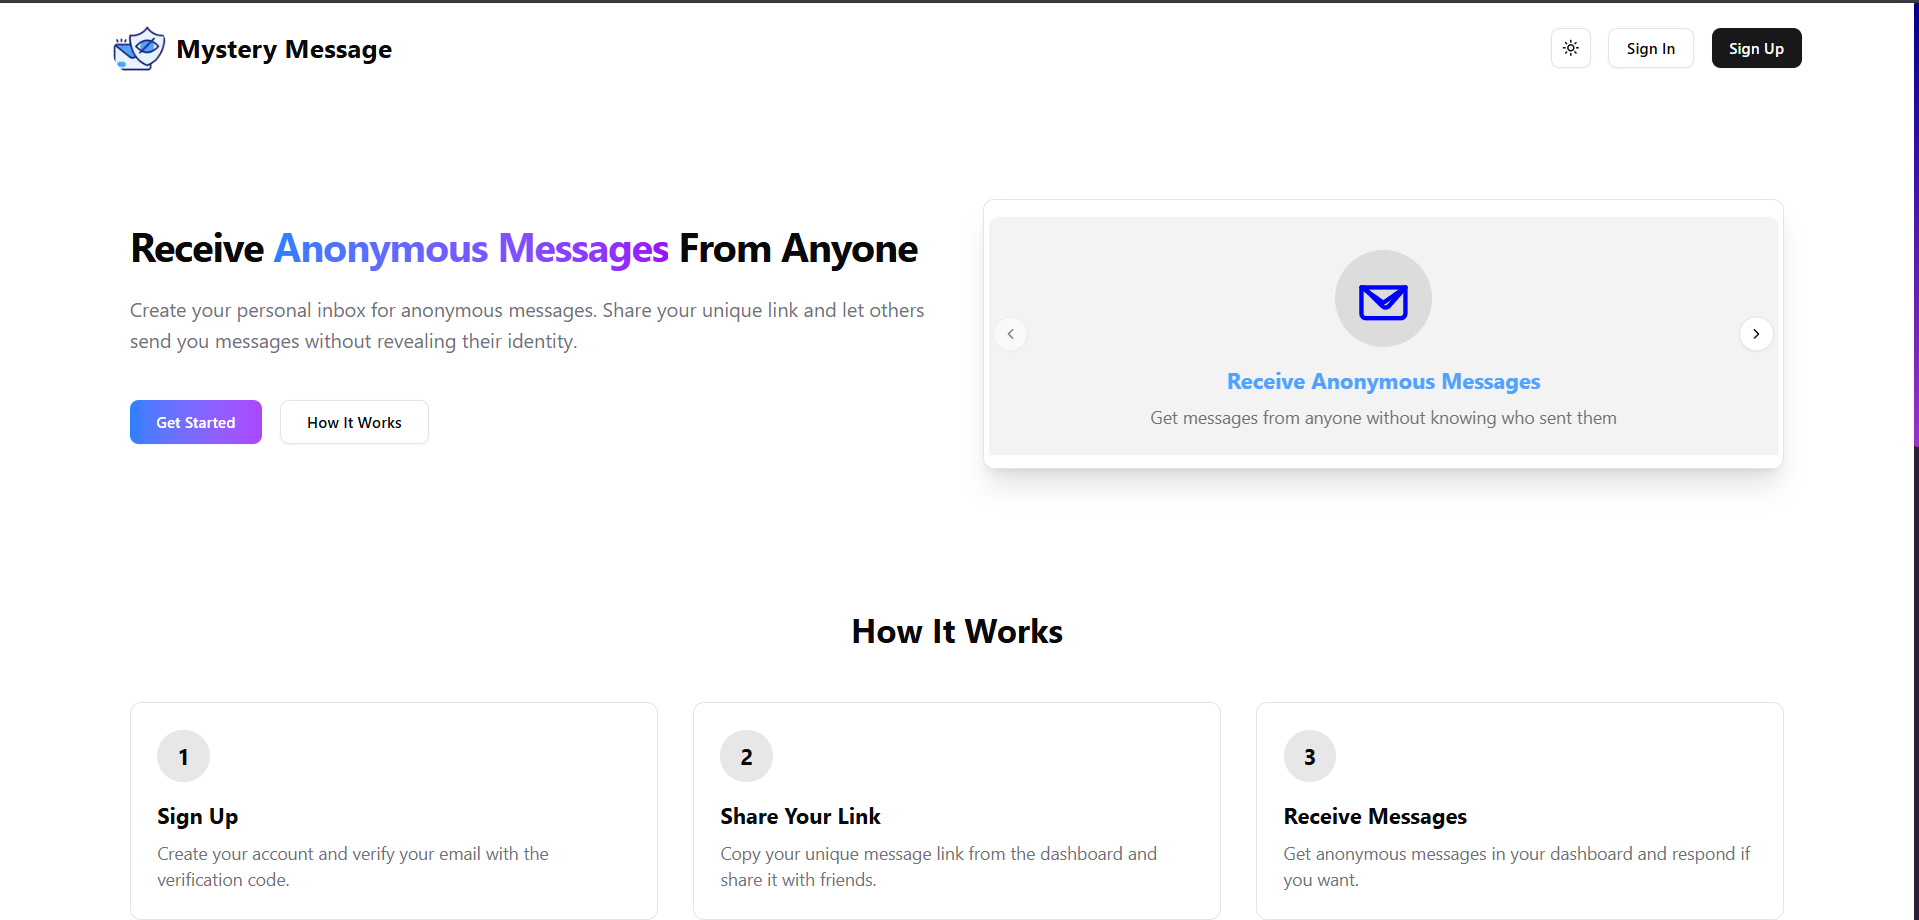 Mystery Message
Sign In
Sign Up
Receive Anonymous Messages From Anyone
Create your personal inbox for anonymous messages. Share your unique link and let others
send you messages without revealing their identity.
Get Started
How It Works
Receive Anonymous Messages
Get messages from anyone without knowing who sent them
How It Works
1
Sign Up
Create your account and verify your email with the
verification code.
2
Share Your Link
Copy your unique message link from the dashboard and
share it with friends.
3
Receive Messages
Get anonymous messages in your dashboard and respond if
you want.